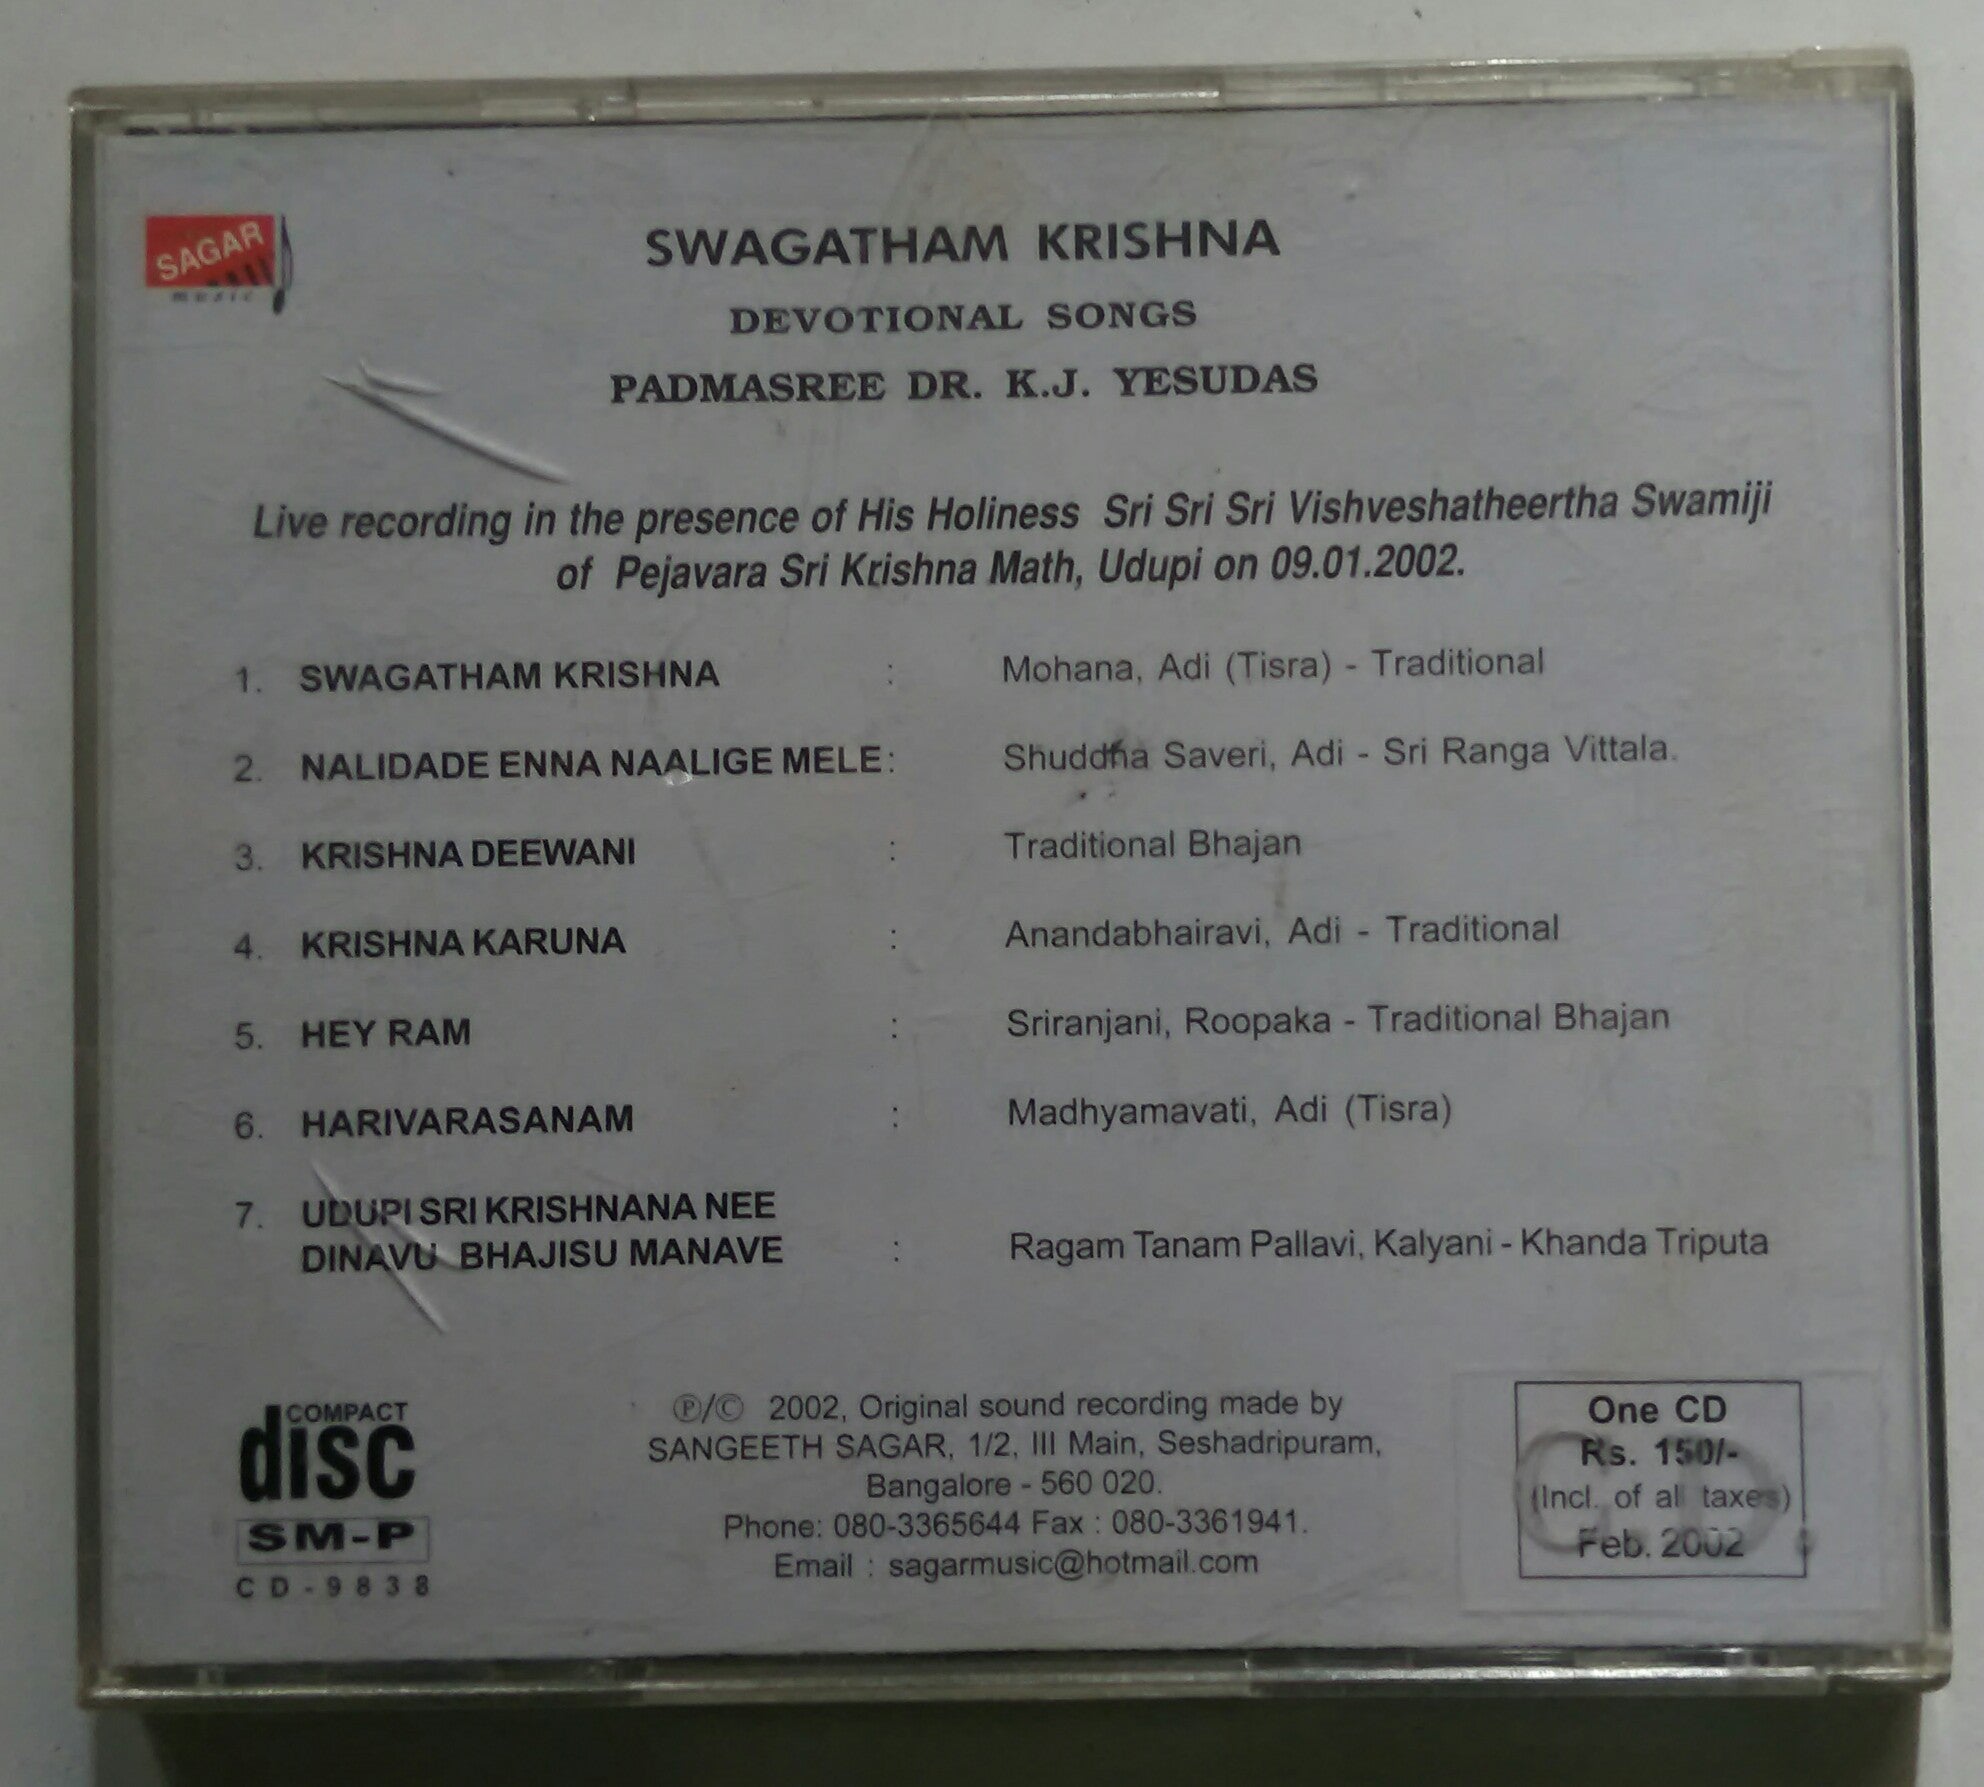 SAGAR
music
SWAGATHAM KRISHNA
DEVOTIONAL SONGS
PADMASREE DR. K.J. YESUDAS
Live recording in the presence of His Holiness Sri Sri Sri Vishveshatheertha Swamiji
of Pejavara Sri Krishna Math, Udupi on 09.01.2002.
1. SWAGATHAM KRISHNA : Mohana, Adi (Tisra) - Traditional
2. NALIDADE ENNA NAALIGE MELE : Shuddha Saveri, Adi - Sri Ranga Vittala.
3. KRISHNA DEEWANI : Traditional Bhajan
4. KRISHNA KARUNA : Anandabhairavi, Adi - Traditional
5. HEY RAM : Sriranjani, Roopaka - Traditional Bhajan
6. HARIVARASANAM : Madhyamavati, Adi (Tisra)
7. UDUPI SRI KRISHNANA NEE
DINAVU BHAJISU MANAVE : Ragam Tanam Pallavi, Kalyani - Khanda Triputa
COMPACT
disc
SM-P
CD-9838
℗/© 2002, Original sound recording made by
SANGEETH SAGAR, 1/2, III Main, Seshadripuram,
Bangalore - 560 020.
Phone: 080-3365644 Fax : 080-3361941.
Email : sagarmusic@hotmail.com
One CD
Rs. 150/-
(Incl. of all taxes)
Feb. 2002